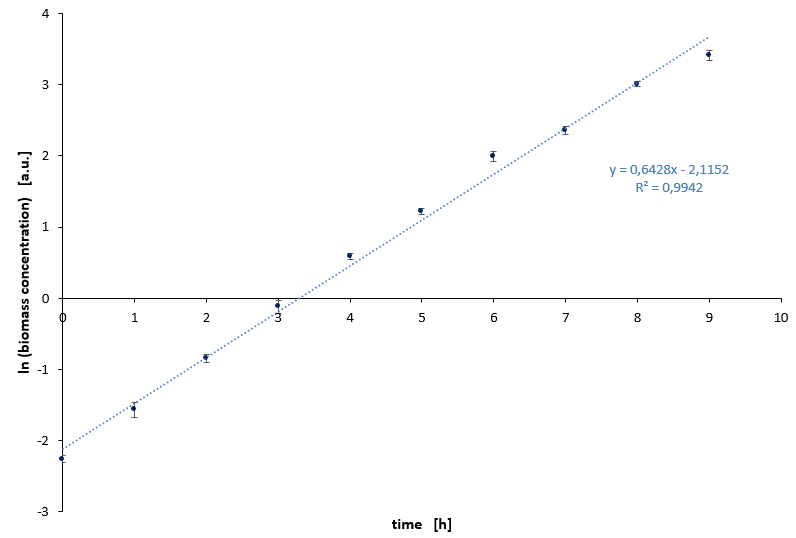 4
3
2
1
0
-1
-2
-3
0 1 2 3 4 5 6 7 8 9 10
ln (biomass concentration) [a.u.]
time [h]
y = 0,6428x - 2,1152
R² = 0,9942